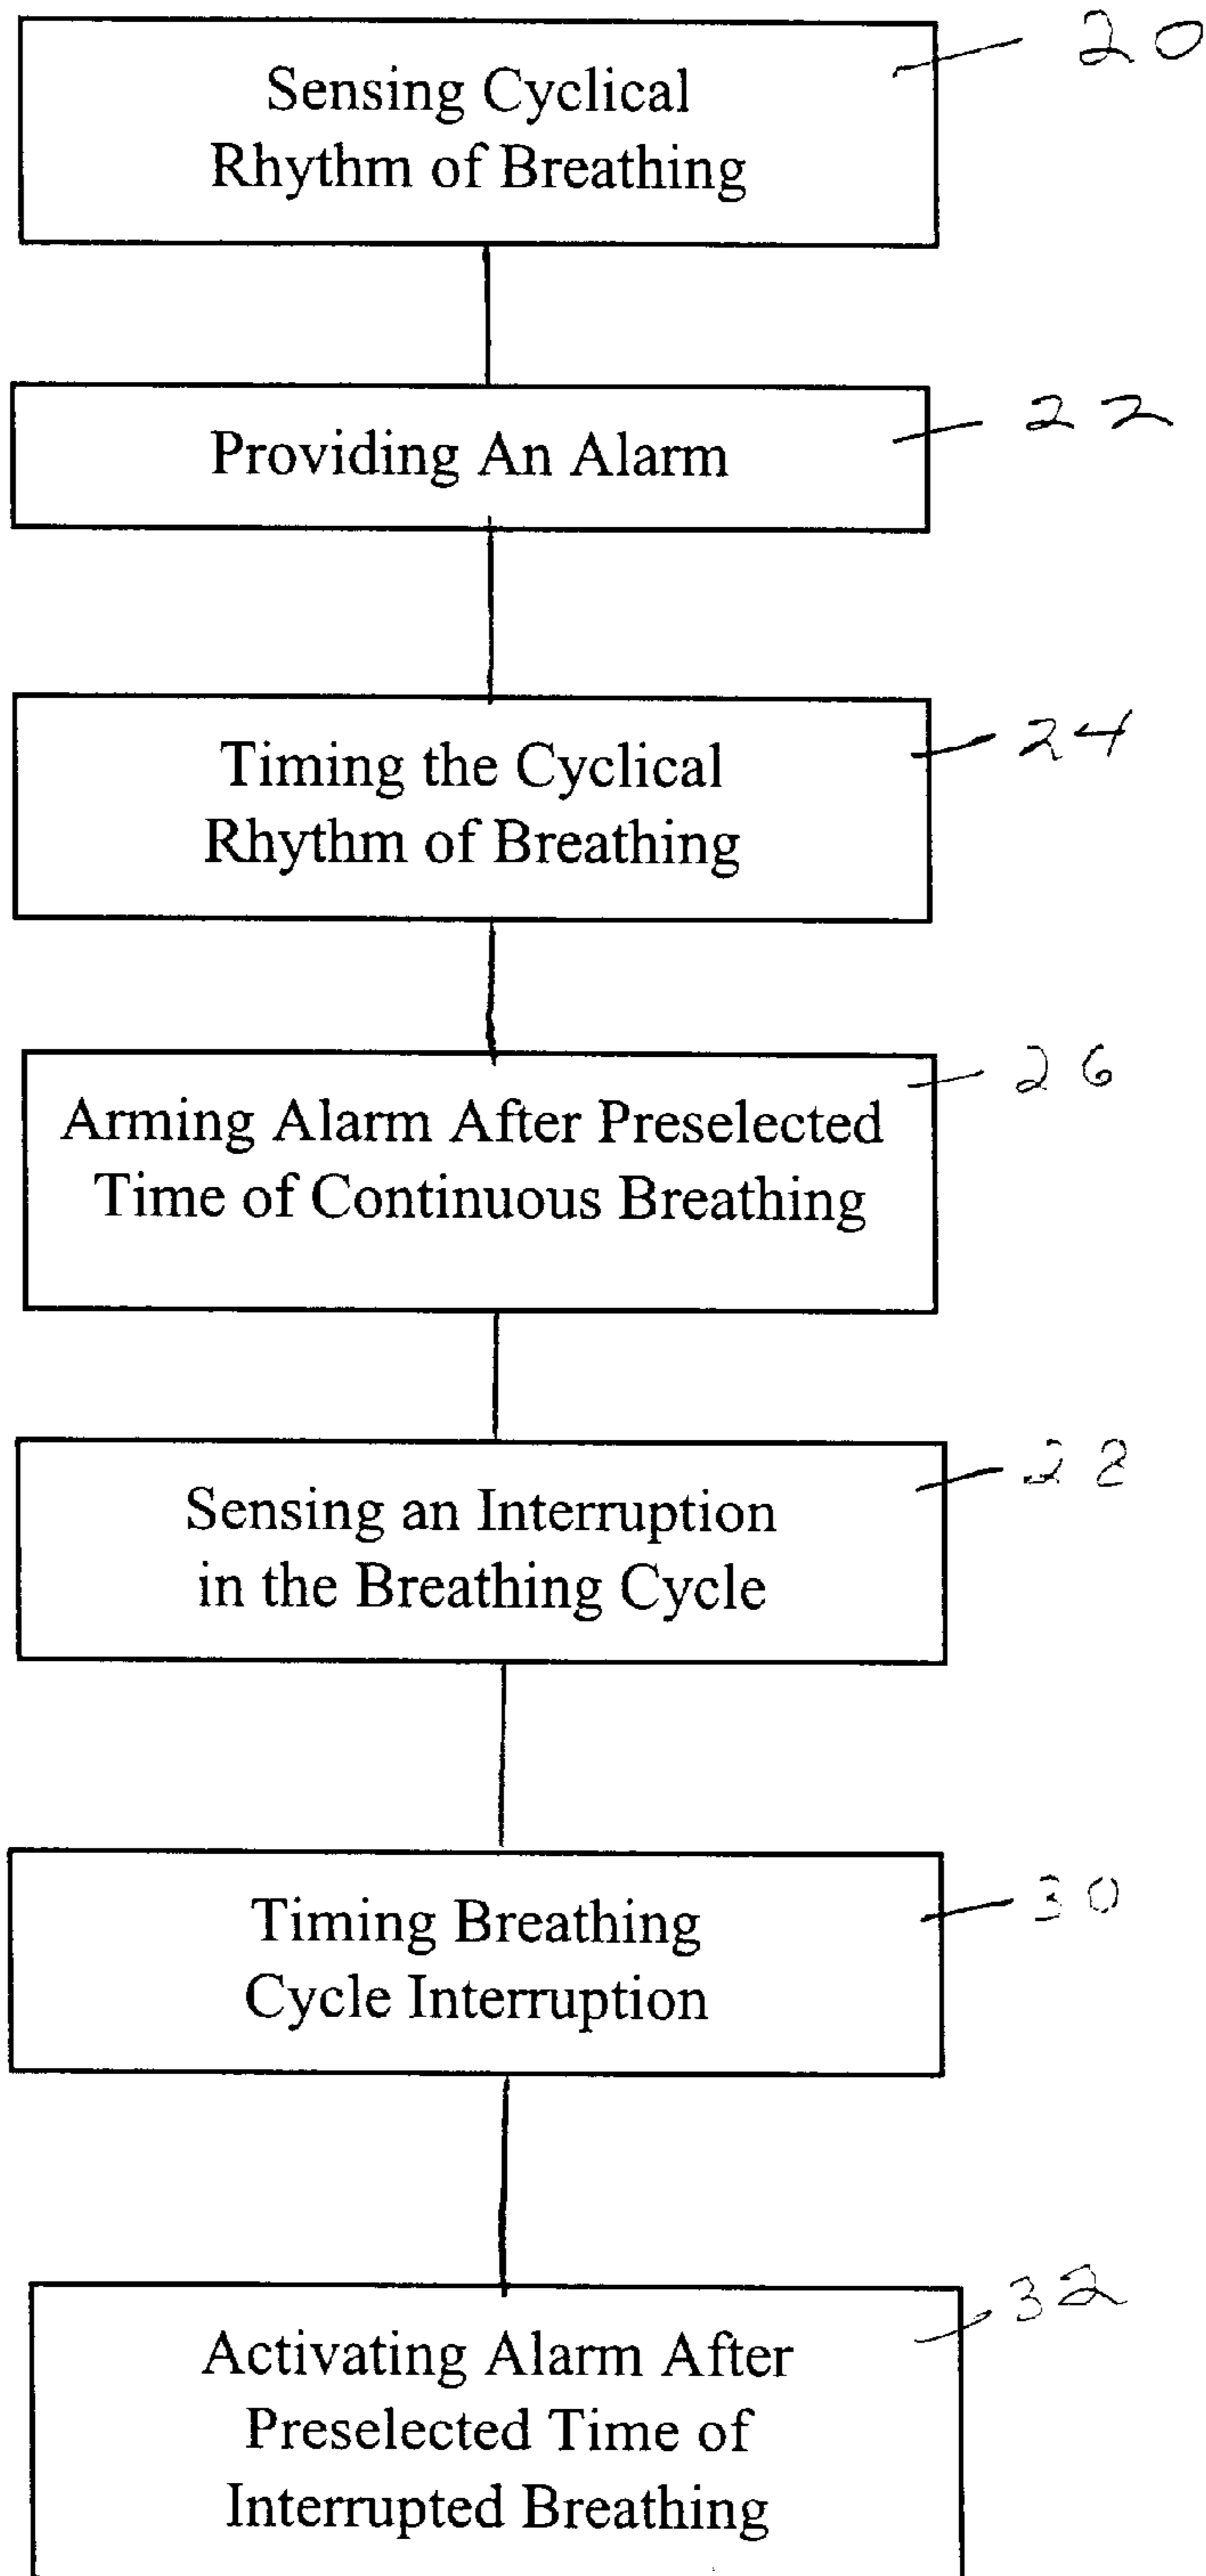 Sensing Cyclical
Rhythm of Breathing
20
Providing An Alarm
22
Timing the Cyclical
Rhythm of Breathing
24
Arming Alarm After Preselected
Time of Continuous Breathing
26
Sensing an Interruption
in the Breathing Cycle
28
Timing Breathing
Cycle Interruption
30
Activating Alarm After
Preselected Time of
Interrupted Breathing
32